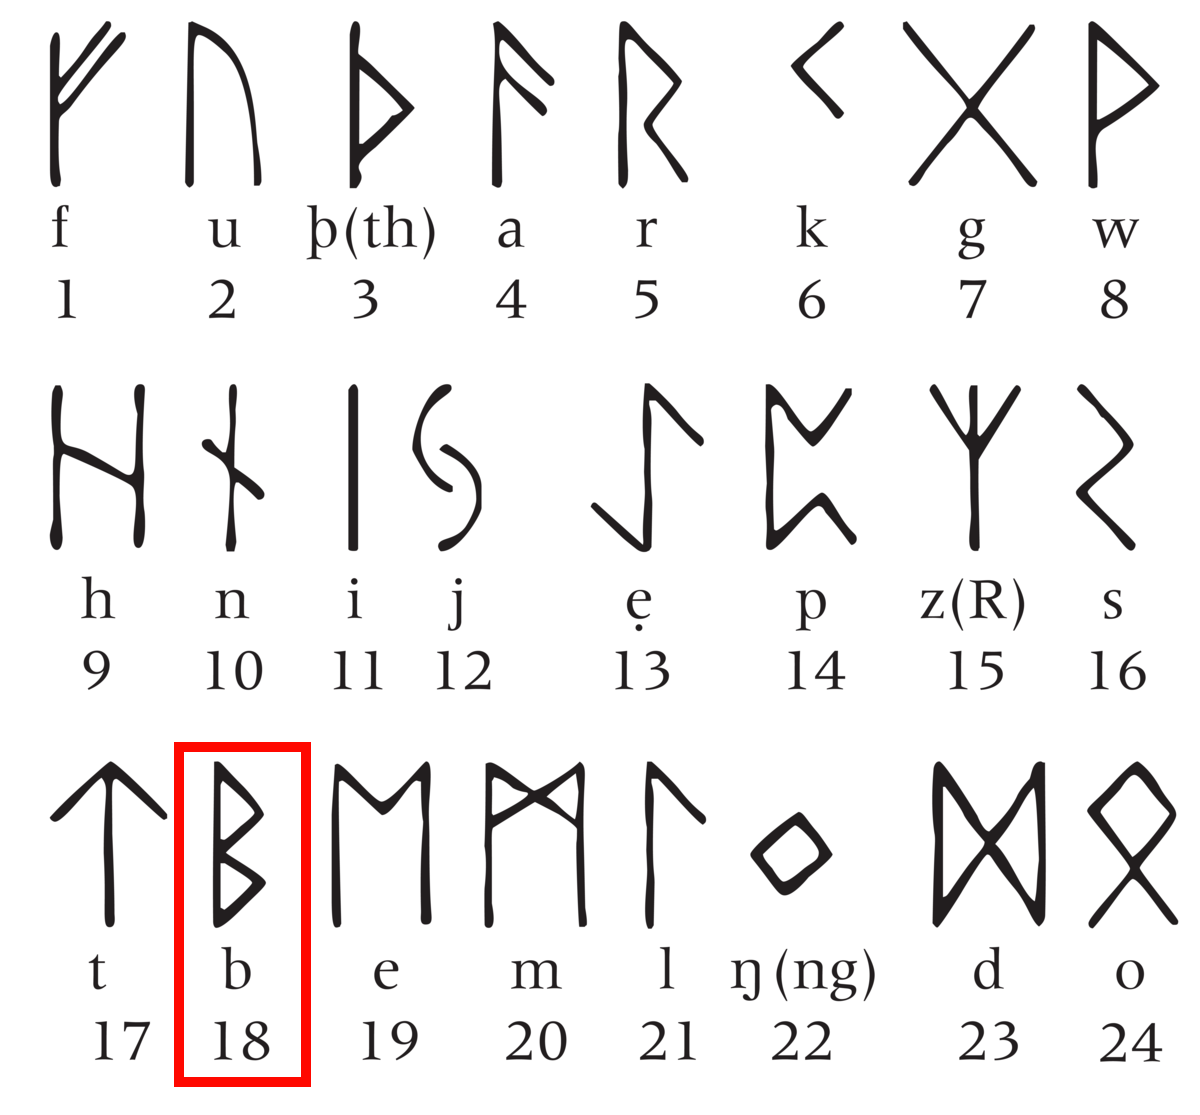 ᚠ ᚢ ᚦ ᚨ ᚱ ᚲ ᚷ ᚹ
f u þ(th) a r k g w
1 2 3 4 5 6 7 8
ᚺ ᚾ ᛁ ᛃ ᛇ ᛈ ᛉ ᛊ
h n i j ẹ p z(R) s
9 10 11 12 13 14 15 16
ᛏ ᛒ ᛖ ᛗ ᛚ ᛜ ᛞ ᛟ
t b e m l ŋ(ng) d o
17 18 19 20 21 22 23 24